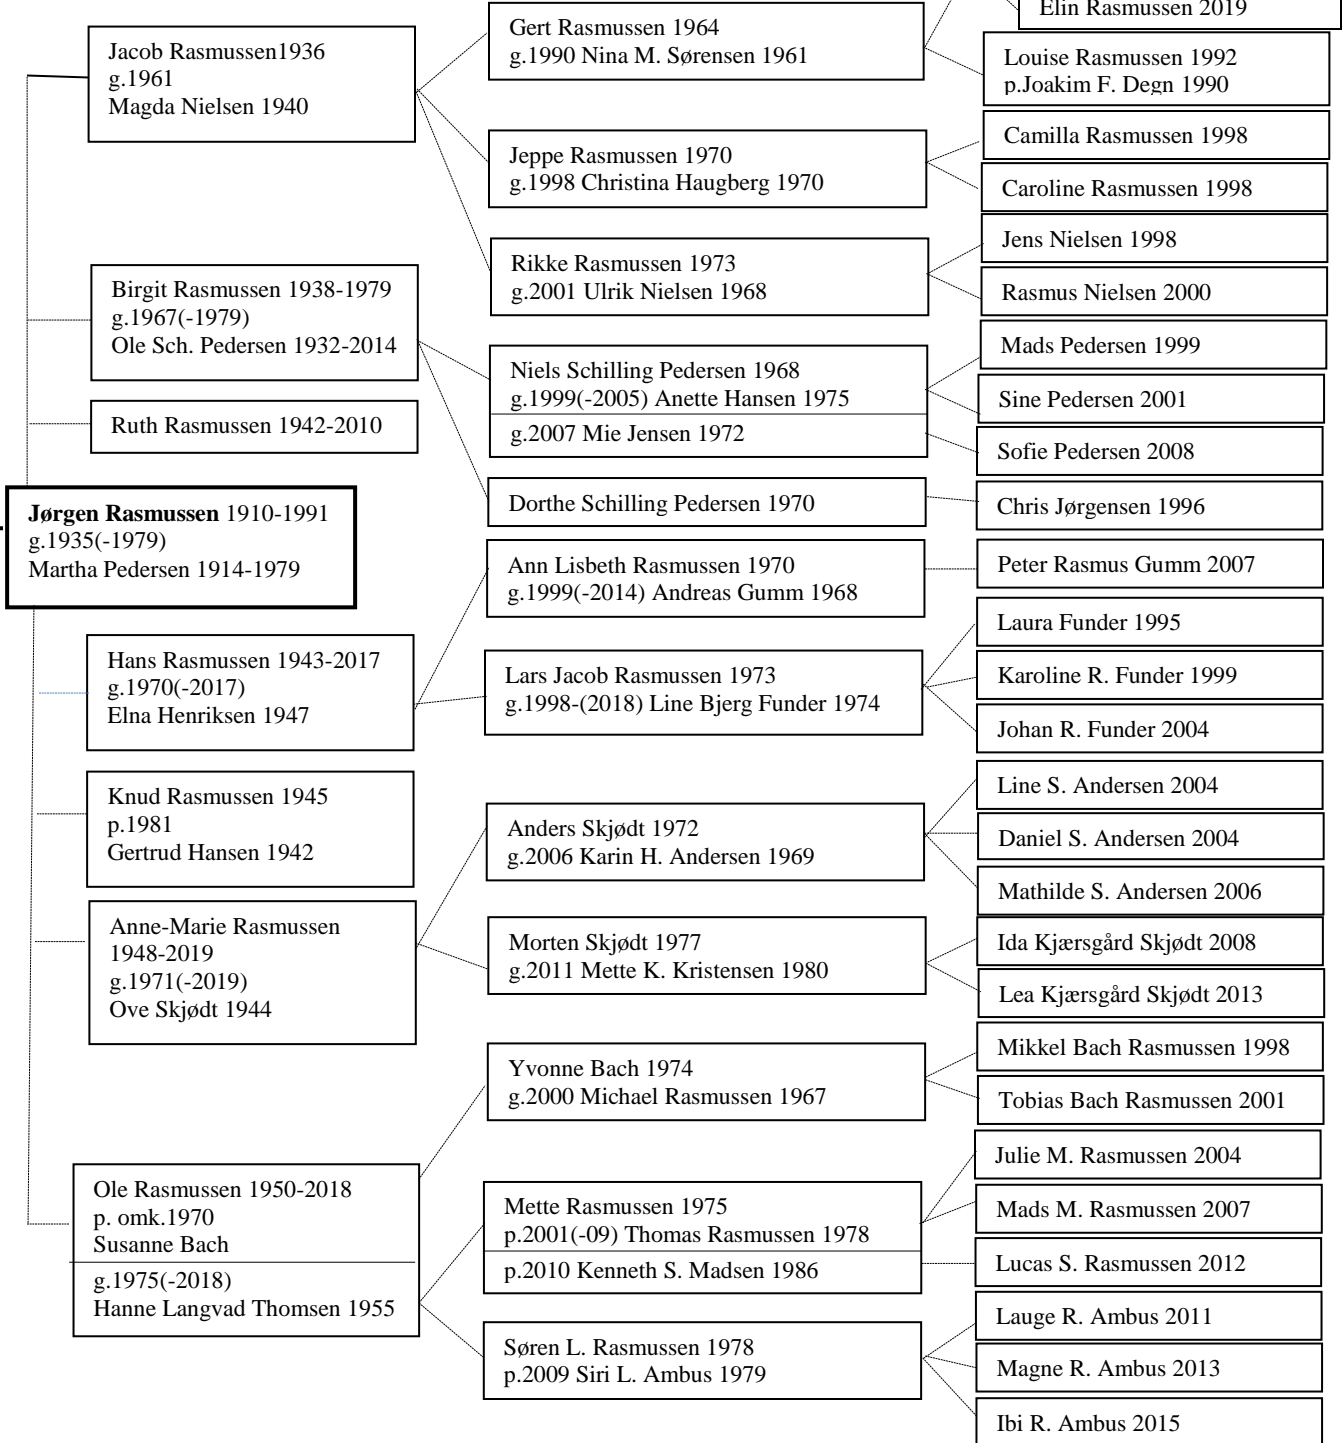 Elin Rasmussen 2019
Jacob Rasmussen1936
g.1961
Magda Nielsen 1940
Gert Rasmussen 1964
g.1990 Nina M. Sørensen 1961
Louise Rasmussen 1992
p.Joakim F. Degn 1990
Jeppe Rasmussen 1970
g.1998 Christina Haugberg 1970
Camilla Rasmussen 1998
Caroline Rasmussen 1998
Rikke Rasmussen 1973
g.2001 Ulrik Nielsen 1968
Jens Nielsen 1998
Rasmus Nielsen 2000
Birgit Rasmussen 1938-1979
g.1967(-1979)
Ole Sch. Pedersen 1932-2014
Niels Schilling Pedersen 1968
g.1999(-2005) Anette Hansen 1975
g.2007 Mie Jensen 1972
Mads Pedersen 1999
Sine Pedersen 2001
Sofie Pedersen 2008
Dorthe Schilling Pedersen 1970
Chris Jørgensen 1996
Ruth Rasmussen 1942-2010
Jørgen Rasmussen 1910-1991
g.1935(-1979)
Martha Pedersen 1914-1979
Hans Rasmussen 1943-2017
g.1970(-2017)
Elna Henriksen 1947
Ann Lisbeth Rasmussen 1970
g.1999(-2014) Andreas Gumm 1968
Peter Rasmus Gumm 2007
Lars Jacob Rasmussen 1973
g.1998-(2018) Line Bjerg Funder 1974
Laura Funder 1995
Karoline R. Funder 1999
Johan R. Funder 2004
Knud Rasmussen 1945
p.1981
Gertrud Hansen 1942
Anne-Marie Rasmussen
1948-2019
g.1971(-2019)
Ove Skjødt 1944
Anders Skjødt 1972
g.2006 Karin H. Andersen 1969
Line S. Andersen 2004
Daniel S. Andersen 2004
Mathilde S. Andersen 2006
Morten Skjødt 1977
g.2011 Mette K. Kristensen 1980
Ida Kjærsgård Skjødt 2008
Lea Kjærsgård Skjødt 2013
Ole Rasmussen 1950-2018
p. omk.1970
Susanne Bach
g.1975(-2018)
Hanne Langvad Thomsen 1955
Yvonne Bach 1974
g.2000 Michael Rasmussen 1967
Mikkel Bach Rasmussen 1998
Tobias Bach Rasmussen 2001
Mette Rasmussen 1975
p.2001(-09) Thomas Rasmussen 1978
p.2010 Kenneth S. Madsen 1986
Julie M. Rasmussen 2004
Mads M. Rasmussen 2007
Lucas S. Rasmussen 2012
Søren L. Rasmussen 1978
p.2009 Siri L. Ambus 1979
Lauge R. Ambus 2011
Magne R. Ambus 2013
Ibi R. Ambus 2015